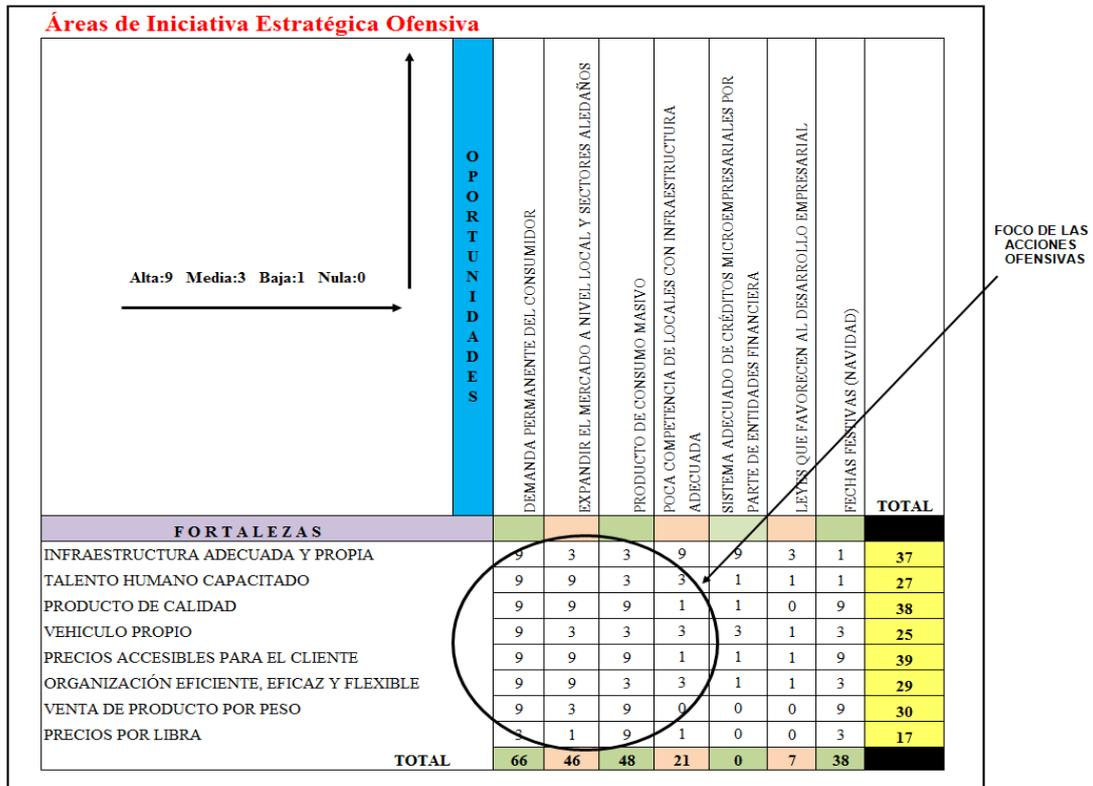 Áreas de Iniciativa Estratégica Ofensiva
Alta:9 Media:3 Baja:1 Nula:0
OPORTUNIDADES
DEMANDA PERMANENTE DEL CONSUMIDOR
EXPANDIR EL MERCADO A NIVEL LOCAL Y SECTORES ALEDAÑOS
PRODUCTO DE CONSUMO MASIVO
POCA COMPETENCIA DE LOCALES CON INFRAESTRUCTURA
ADECUADA
SISTEMA ADECUADO DE CRÉDITOS MICROEMPRESARIALES POR
PARTE DE ENTIDADES FINANCIERA
LEYES QUE FAVORECEN AL DESARROLLO EMPRESARIAL
FECHAS FESTIVAS (NAVIDAD)
TOTAL
FOCO DE LAS
ACCIONES
OFENSIVAS
FORTALEZAS
INFRAESTRUCTURA ADECUADA Y PROPIA 9 3 3 9 9 3 1 37
TALENTO HUMANO CAPACITADO 9 9 3 3 1 1 1 27
PRODUCTO DE CALIDAD 9 9 9 1 1 0 9 38
VEHICULO PROPIO 9 3 3 3 3 1 3 25
PRECIOS ACCESIBLES PARA EL CLIENTE 9 9 9 1 1 1 9 39
ORGANIZACIÓN EFICIENTE, EFICAZ Y FLEXIBLE 9 9 3 3 1 1 3 29
VENTA DE PRODUCTO POR PESO 9 3 9 0 0 0 9 30
PRECIOS POR LIBRA 3 1 9 1 0 0 3 17
TOTAL 66 46 48 21 0 7 38